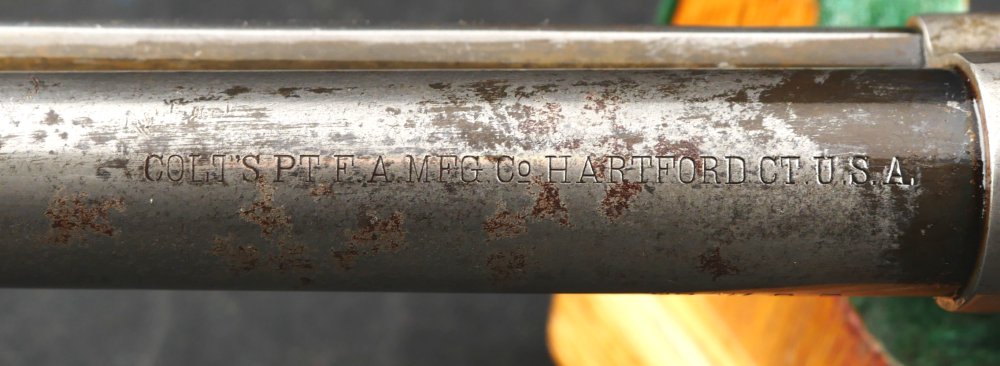 COLT'S PT. F. A. MFG. Co. HARTFORD CT. U.S.A.